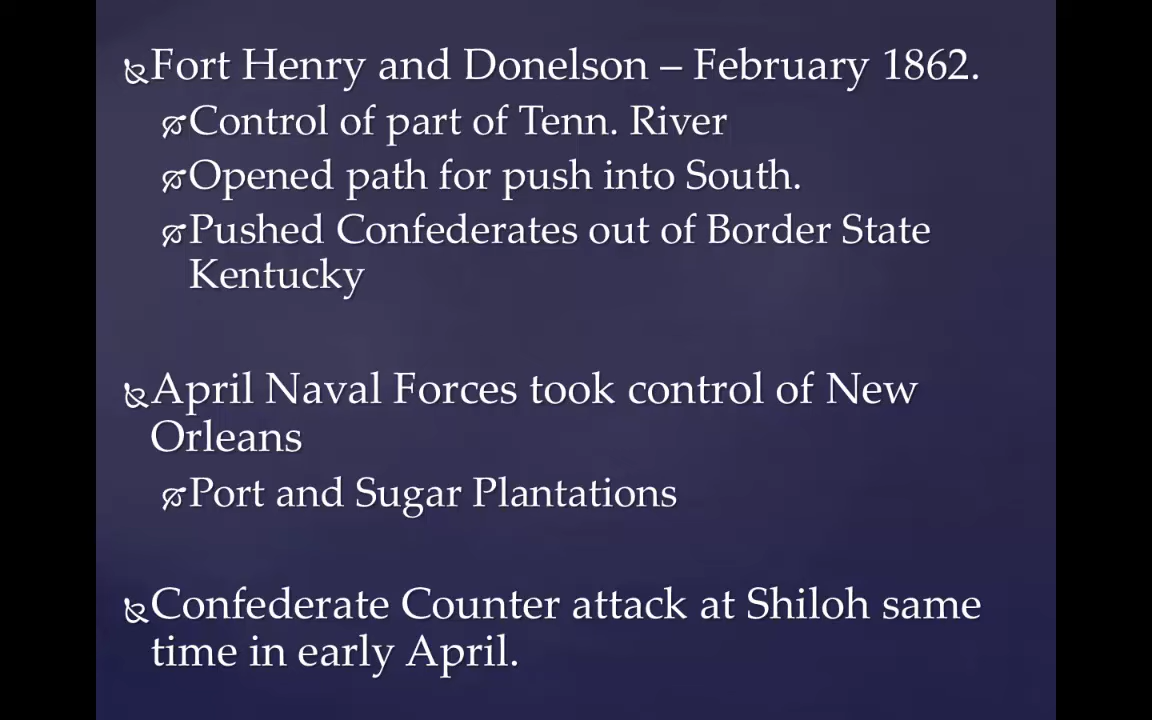 Fort Henry and Donelson – February 1862.
Control of part of Tenn. River
Opened path for push into South.
Pushed Confederates out of Border State
Kentucky
April Naval Forces took control of New
Orleans
Port and Sugar Plantations
Confederate Counter attack at Shiloh same
time in early April.